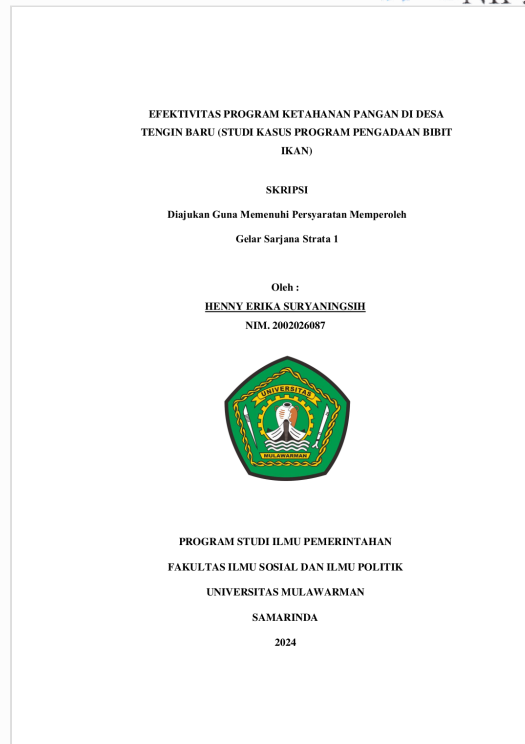 EFEKTIVITAS PROGRAM KETAHANAN PANGAN DI DESA
TENGIN BARU (STUDI KASUS PROGRAM PENGADAAN BIBIT
IKAN)
SKRIPSI
Diajukan Guna Memenuhi Persyaratan Memperoleh
Gelar Sarjana Strata 1
Oleh :
HENNY ERIKA SURYANINGSIH
NIM. 2002026087
UNIVERSITAS
MULAWARMAN
PROGRAM STUDI ILMU PEMERINTAHAN
FAKULTAS ILMU SOSIAL DAN ILMU POLITIK
UNIVERSITAS MULAWARMAN
SAMARINDA
2024